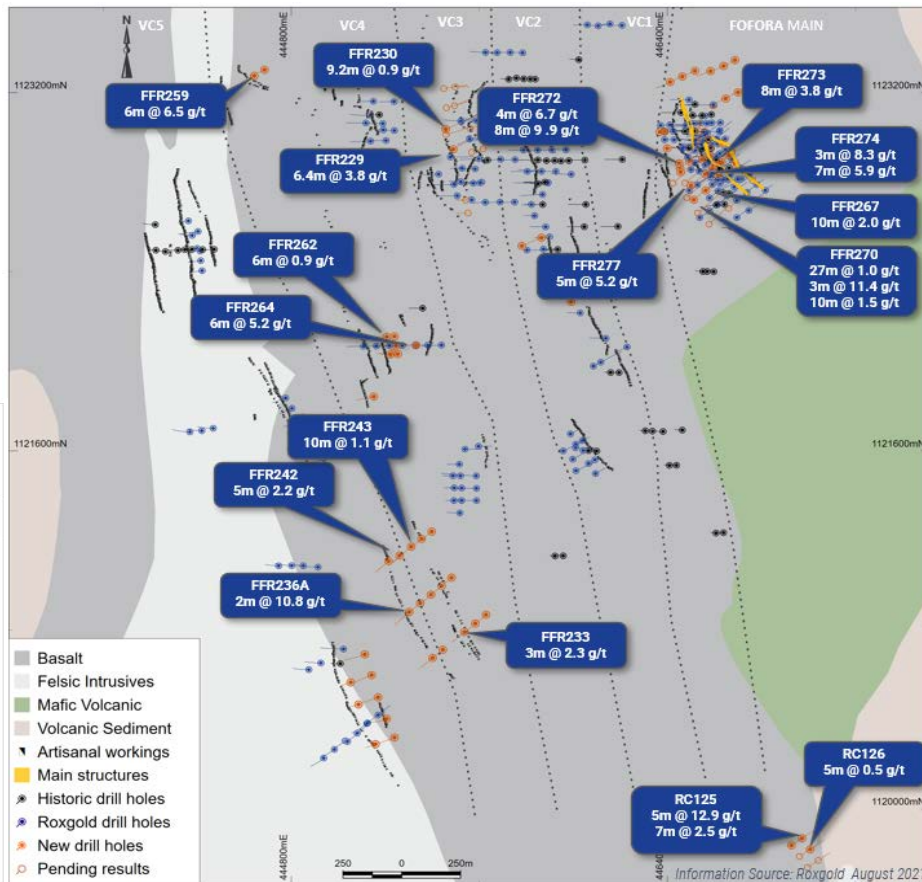 VC5
VC4
VC3
VC2
VC1
FOFORA MAIN
N
444800mE
446400mE
1123200mN
1123200mN
FFR259
6m @ 6.5 g/t
FFR230
9.2m @ 0.9 g/t
FFR272
4m @ 6.7 g/t
8m @ 9 .9 g/t
FFR273
8m @ 3.8 g/t
FFR229
6.4m @ 3.8 g/t
FFR274
3m @ 8.3 g/t
7m @ 5.9 g/t
FFR267
10m @ 2.0 g/t
FFR262
6m @ 0.9 g/t
FFR277
5m @ 5.2 g/t
FFR270
27m @ 1.0 g/t
3m @ 11.4 g/t
10m @ 1.5 g/t
FFR264
6m @ 5.2 g/t
FFR243
10m @ 1.1 g/t
1121600mN
1121600mN
FFR242
5m @ 2.2 g/t
FFR236A
2m @ 10.8 g/t
FFR233
3m @ 2.3 g/t
Basalt
Felsic Intrusives
Mafic Volcanic
Volcanic Sediment
Artisanal workings
Main structures
Historic drill holes
Roxgold drill holes
New drill holes
Pending results
RC126
5m @ 0.5 g/t
RC125
5m @ 12.9 g/t
7m @ 2.5 g/t
1120000mN
444800mE
250
0
250m
Information Source: Roxgold August 202